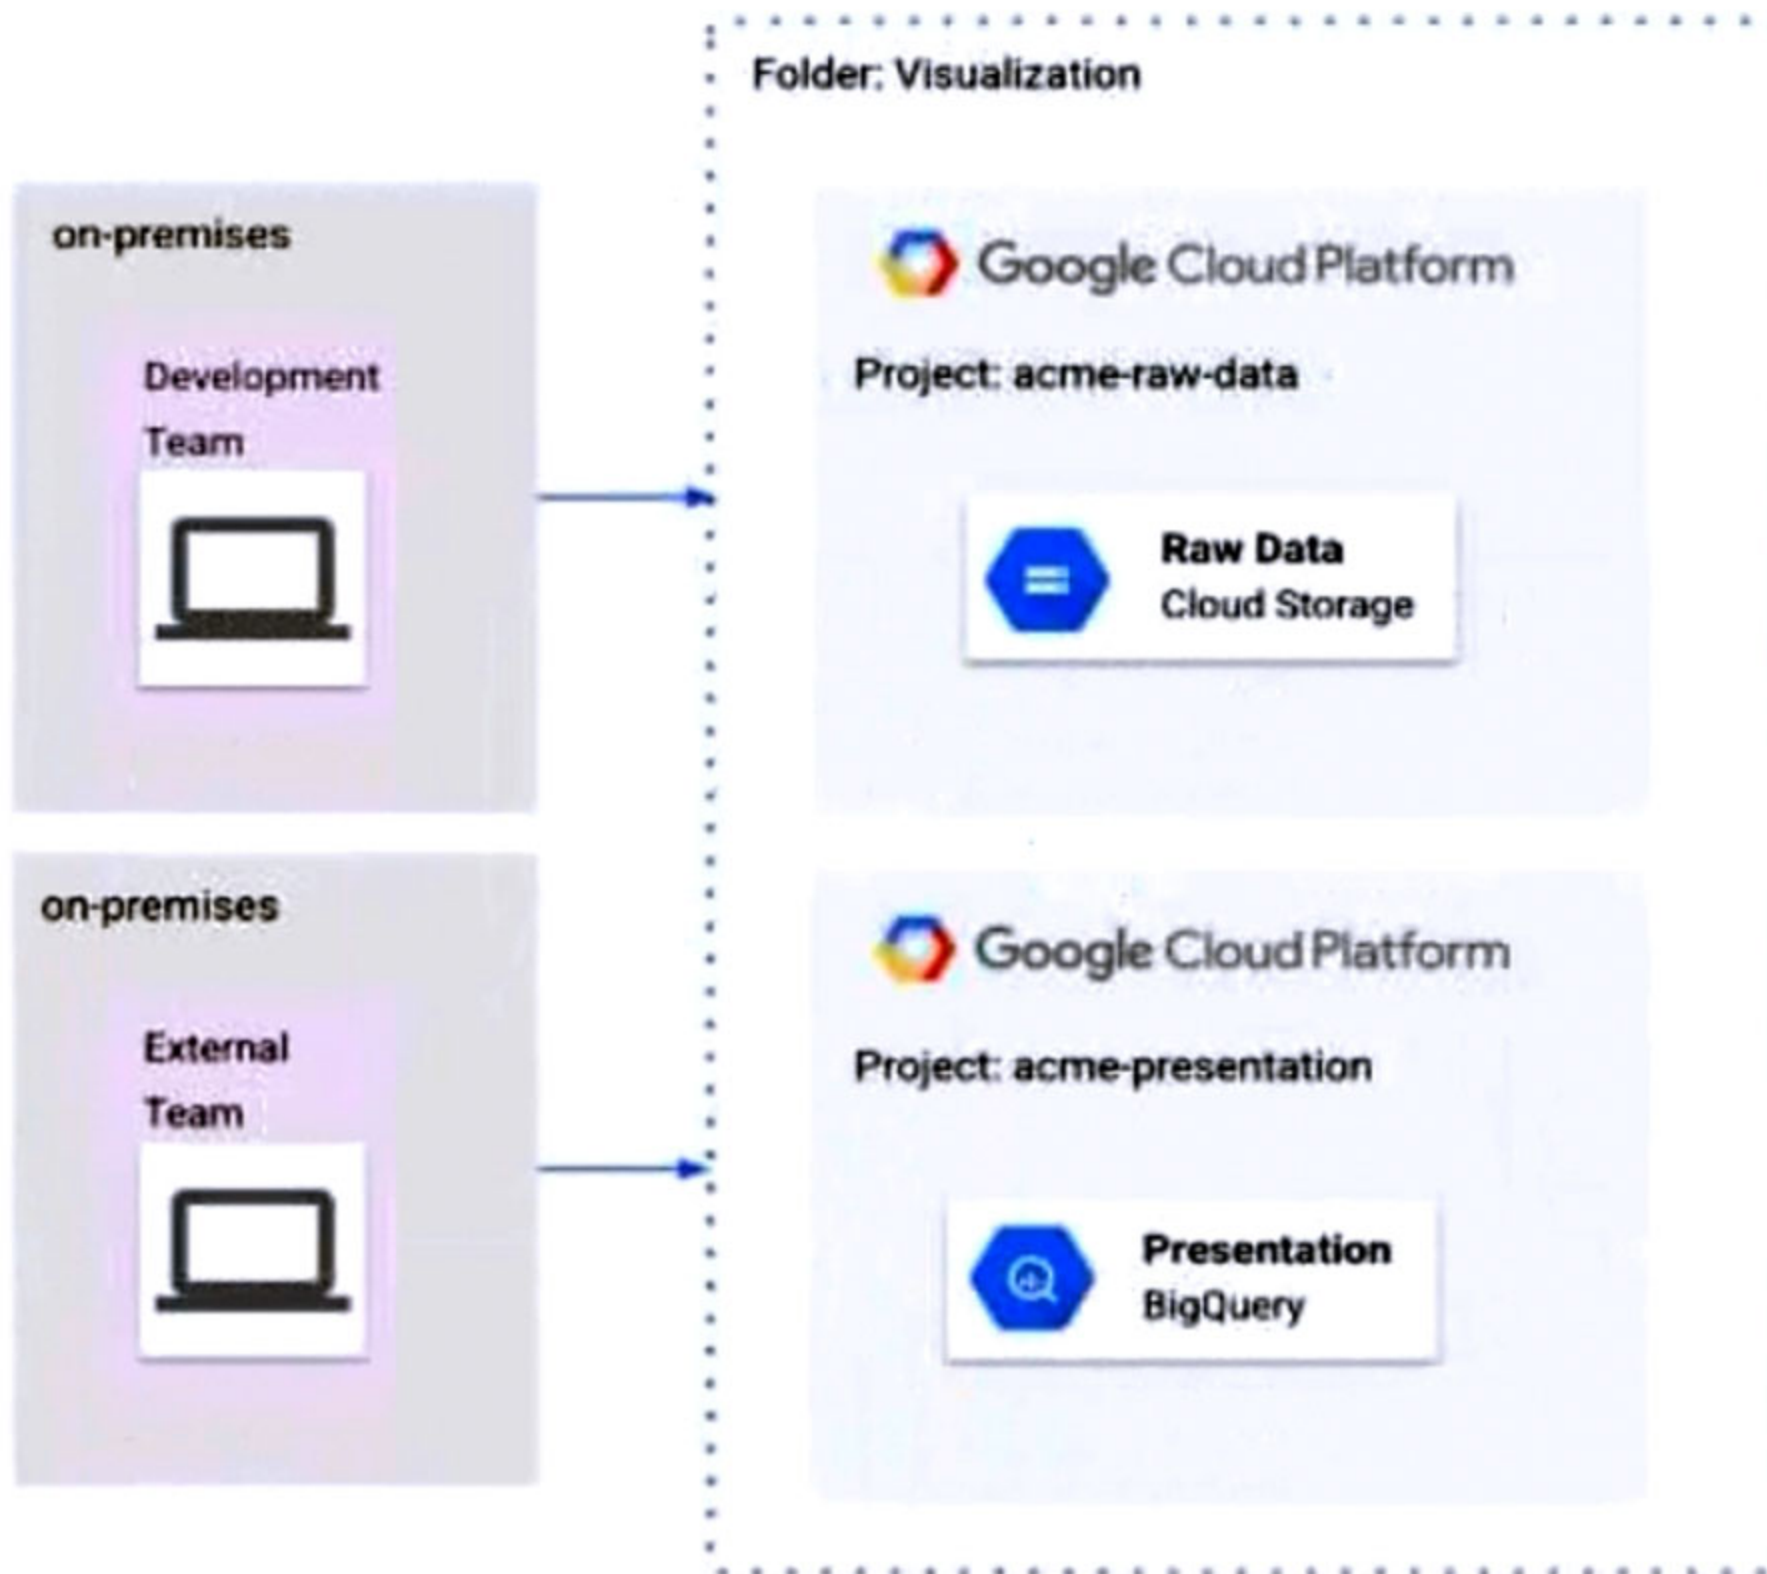 Folder: Visualization
on-premises
Development
Team
Google Cloud Platform
Project: acme-raw-data
Raw Data
Cloud Storage
on-premises
External
Team
Google Cloud Platform
Project: acme-presentation
Presentation
BigQuery